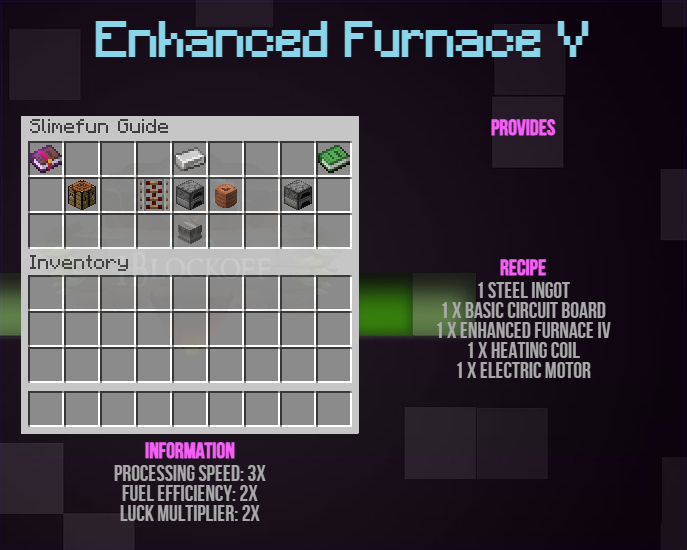 Enhanced Furnace V
Slimefun Guide
PROVIDES
Inventory
BLOCKOFF
RECIPE
1 STEEL INGOT
1 X BASIC CIRCUIT BOARD
1 X ENHANCED FURNACE IV
1 X HEATING COIL
1 X ELECTRIC MOTOR
INFORMATION
PROCESSING SPEED: 3X
FUEL EFFICIENCY: 2X
LUCK MULTIPLIER: 2X